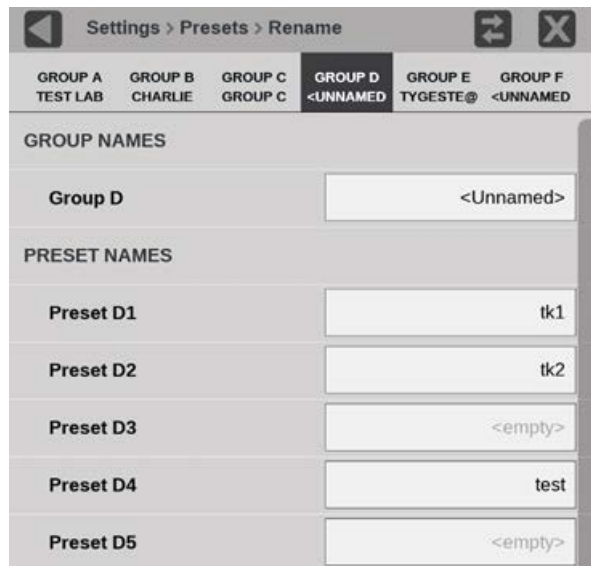 Settings > Presets > Rename
GROUP A GROUP B GROUP C GROUP D GROUP E GROUP F
TEST LAB CHARLIE GROUP C <UNNAMED TYGESTE@ <UNNAMED
GROUP NAMES
Group D <Unnamed>
PRESET NAMES
Preset D1 tk1
Preset D2 tk2
Preset D3 <empty>
Preset D4 test
Preset D5 <empty>